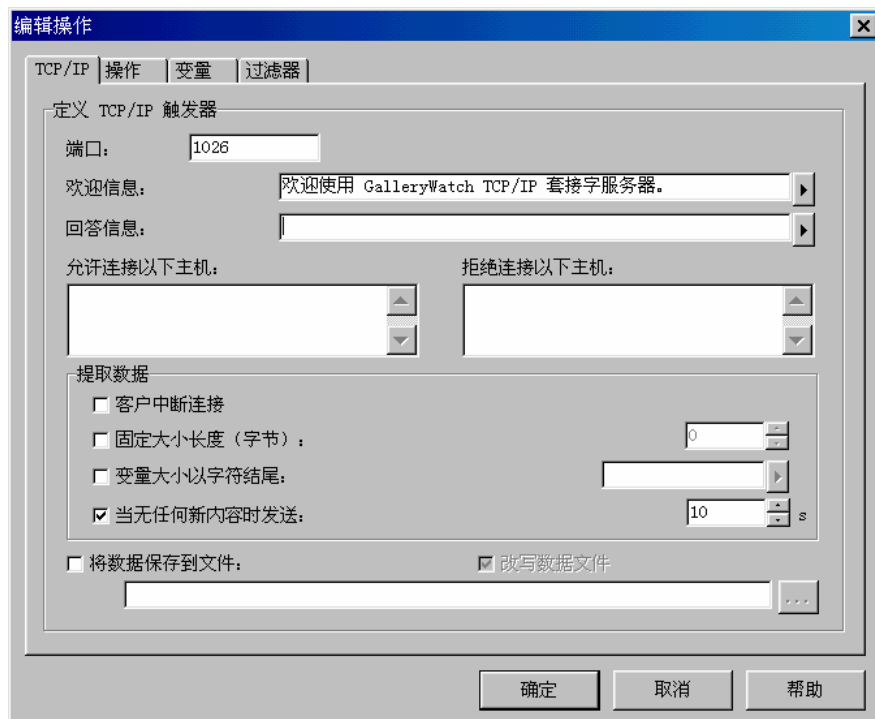 编辑操作
TCP/IP 操作 变量 过滤器
定义 TCP/IP 触发器
端口： 1026
欢迎信息： 欢迎使用 GalleryWatch TCP/IP 套接字服务器。
回答信息：
允许连接以下主机： 拒绝连接以下主机：
提取数据
客户中断连接
固定大小长度（字节）： 0
变量大小以字符结尾：
当无任何新内容时发送： 10 s
将数据保存到文件： 改写数据文件
...
确定 取消 帮助